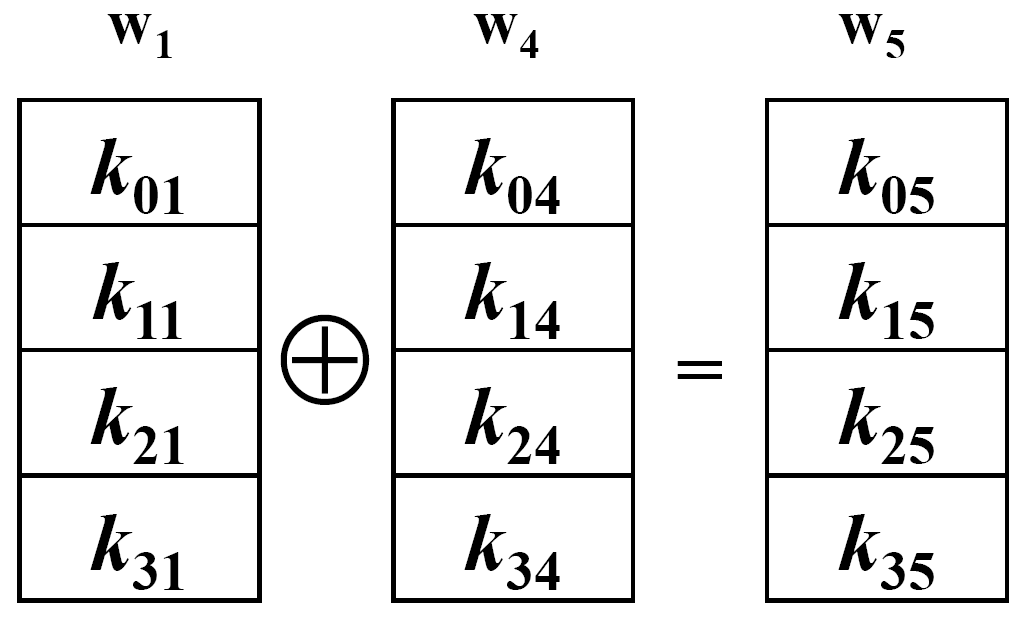 w₁ w₄ w₅
k₀₁ k₀₄ k₀₅
k₁₁ k₁₄ k₁₅
⊕ =
k₂₁ k₂₄ k₂₅
k₃₁ k₃₄ k₃₅